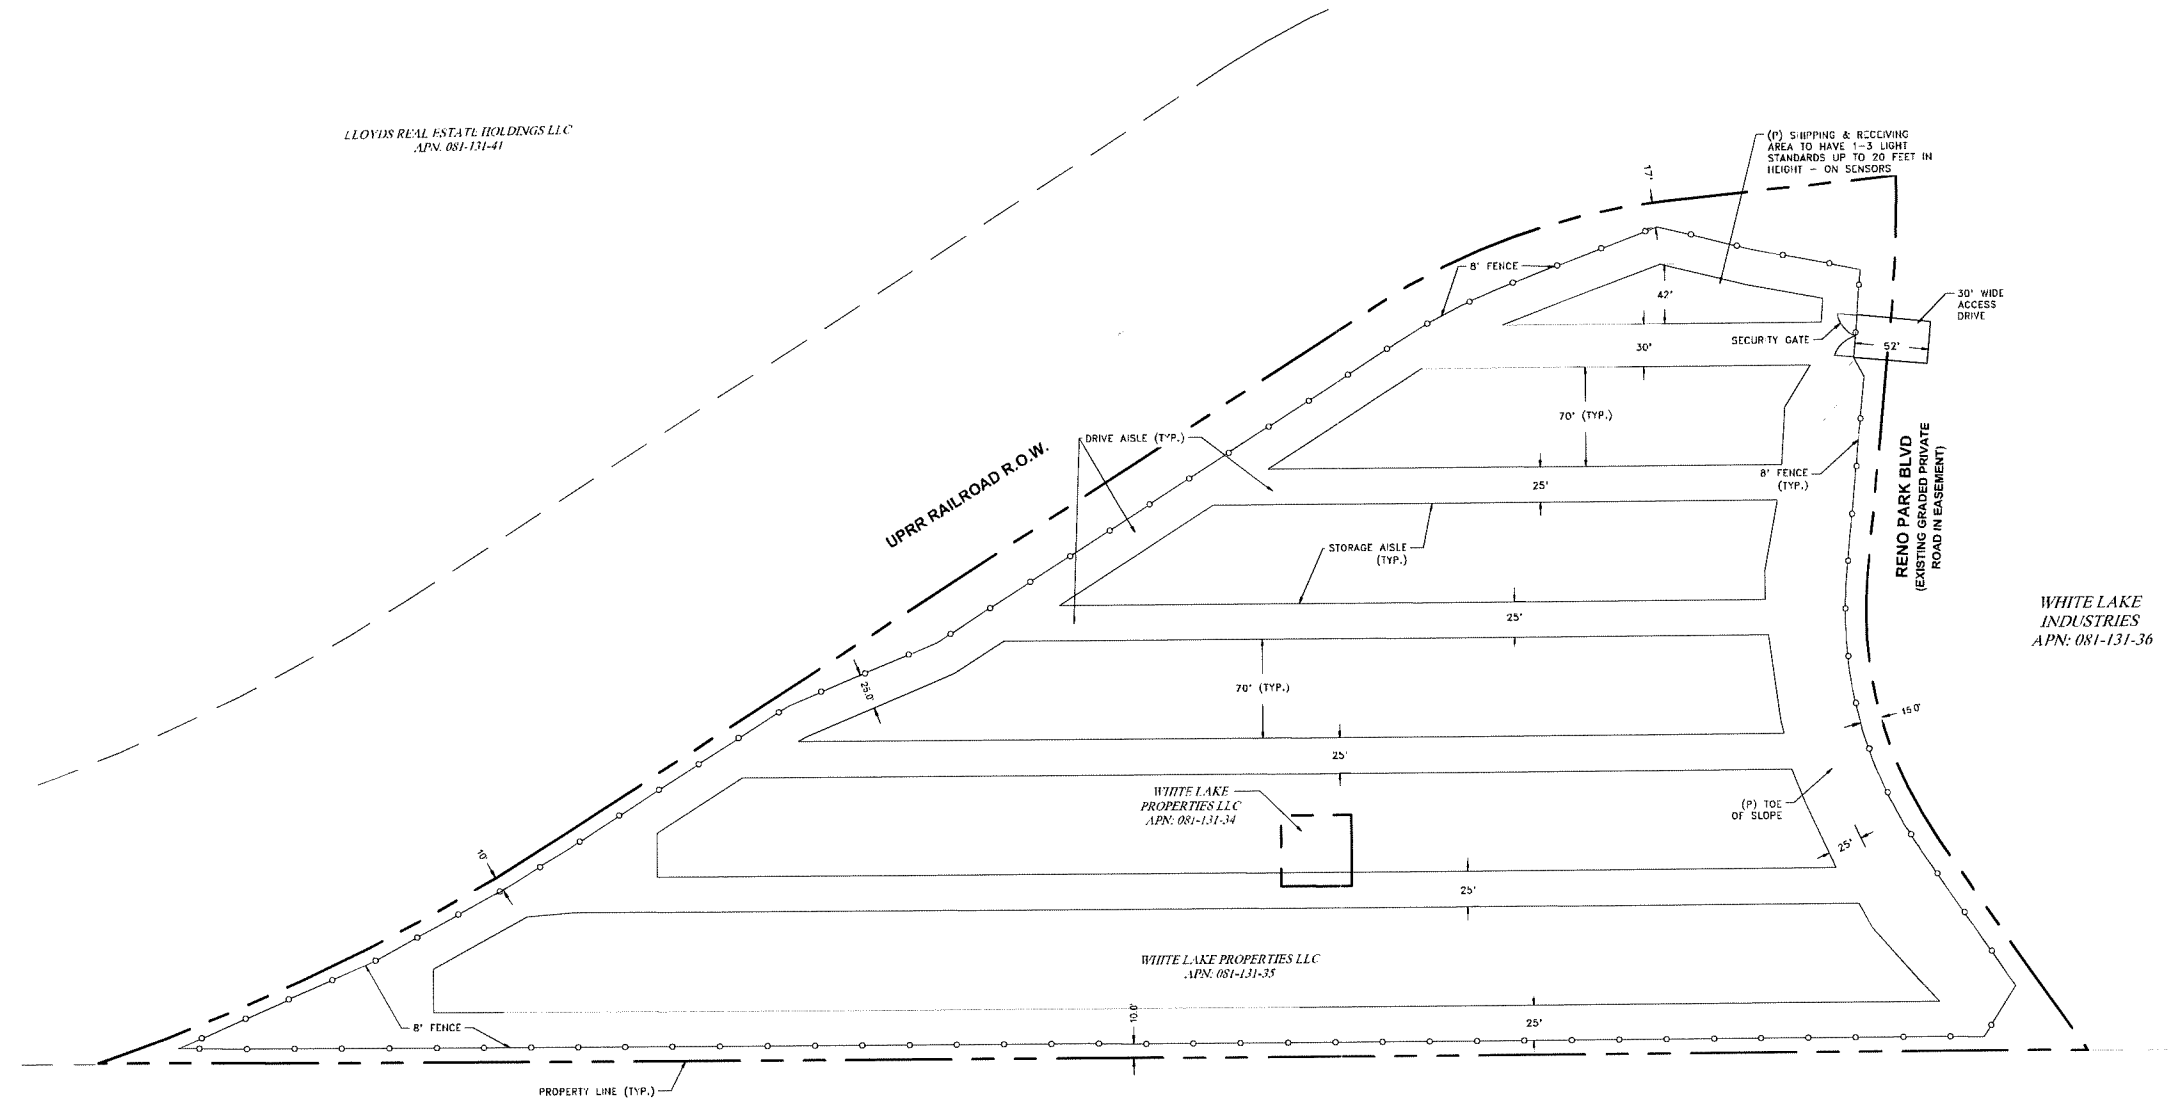 LLOYDS REAL ESTATE HOLDINGS LLC
APN. 081-131-41
(P) SHIPPING & RECEIVING
AREA TO HAVE 1-3 LIGHT
STANDARDS UP TO 20 FEET IN
HEIGHT - ON SENSORS
17'
8' FENCE
42'
30' WIDE
ACCESS
DRIVE
SECURITY GATE
52'
30'
70' (TYP.)
DRIVE AISLE (TYP.)
UPRR RAILROAD R.O.W.
8' FENCE
(TYP.)
25'
RENO PARK BLVD
(EXISTING GRADED PRIVATE
ROAD IN EASEMENT)
STORAGE AISLE
(TYP.)
25'
WHITE LAKE
INDUSTRIES
APN: 081-131-36
25.0'
70' (TYP.)
25'
WHITE LAKE
PROPERTIES LLC
APN: 081-131-34
(P) TOE
OF SLOPE
25'
10'
25'
WHITE LAKE PROPERTIES LLC
APN: 081-131-35
8' FENCE
25'
PROPERTY LINE (TYP.)